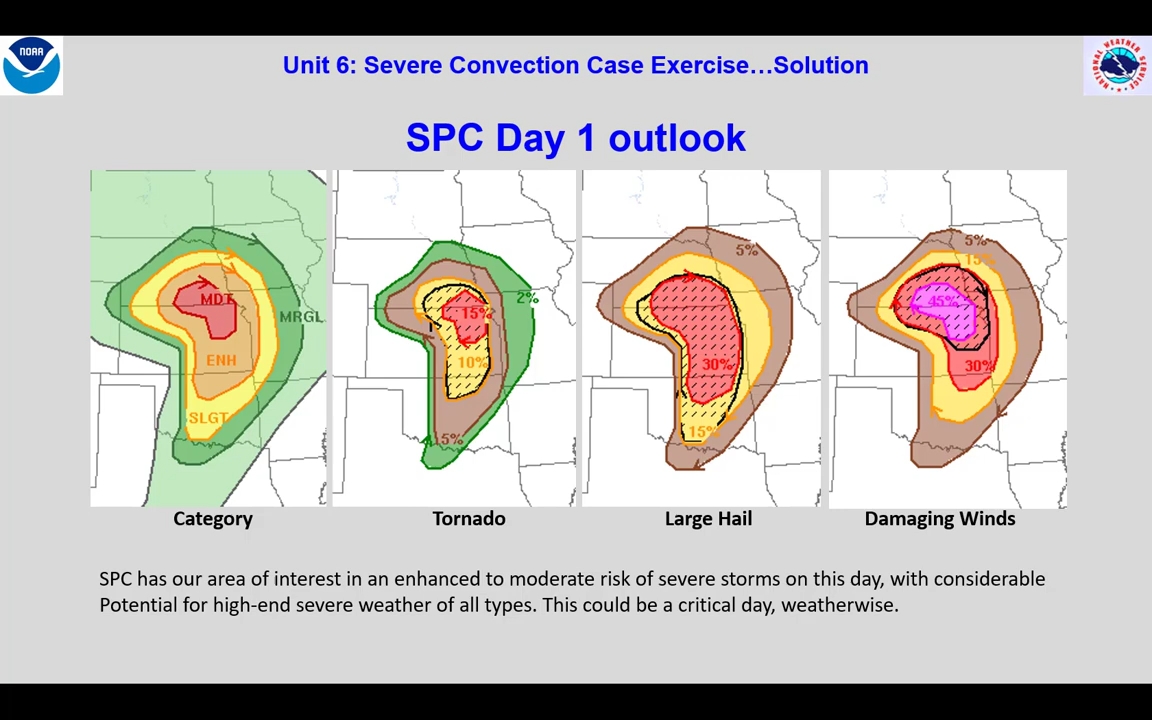 NOAA
Unit 6: Severe Convection Case Exercise…Solution
NATIONAL WEATHER SERVICE
SPC Day 1 outlook
MDT
MRGL
ENH
SLGT
2%
15%
10%
5%
5%
30%
15%
5%
15%
45%
30%
Category
Tornado
Large Hail
Damaging Winds
SPC has our area of interest in an enhanced to moderate risk of severe storms on this day, with considerable
Potential for high-end severe weather of all types. This could be a critical day, weatherwise.